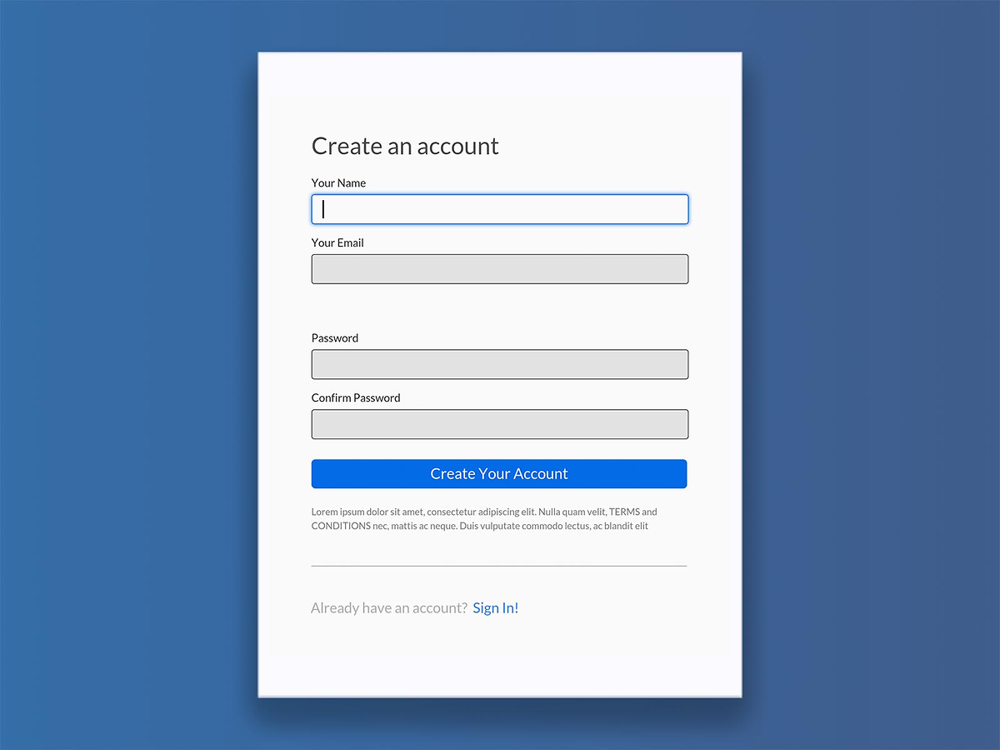 Create an account
Your Name
Your Email
Password
Confirm Password
Create Your Account
Lorem ipsum dolor sit amet, consectetur adipiscing elit. Nulla quam velit, TERMS and
CONDITIONS nec, mattis ac neque. Duis vulputate commodo lectus, ac blandit elit
Already have an account? Sign In!